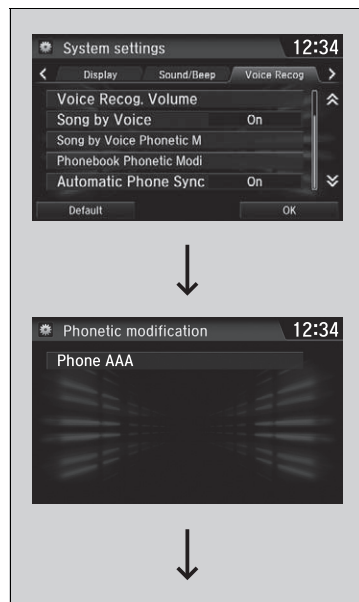 System settings 12:34
Display Sound/Beep Voice Recog
Voice Recog. Volume
Song by Voice On
Song by Voice Phonetic M
Phonebook Phonetic Modi
Automatic Phone Sync On
Default OK
Phonetic modification 12:34
Phone AAA